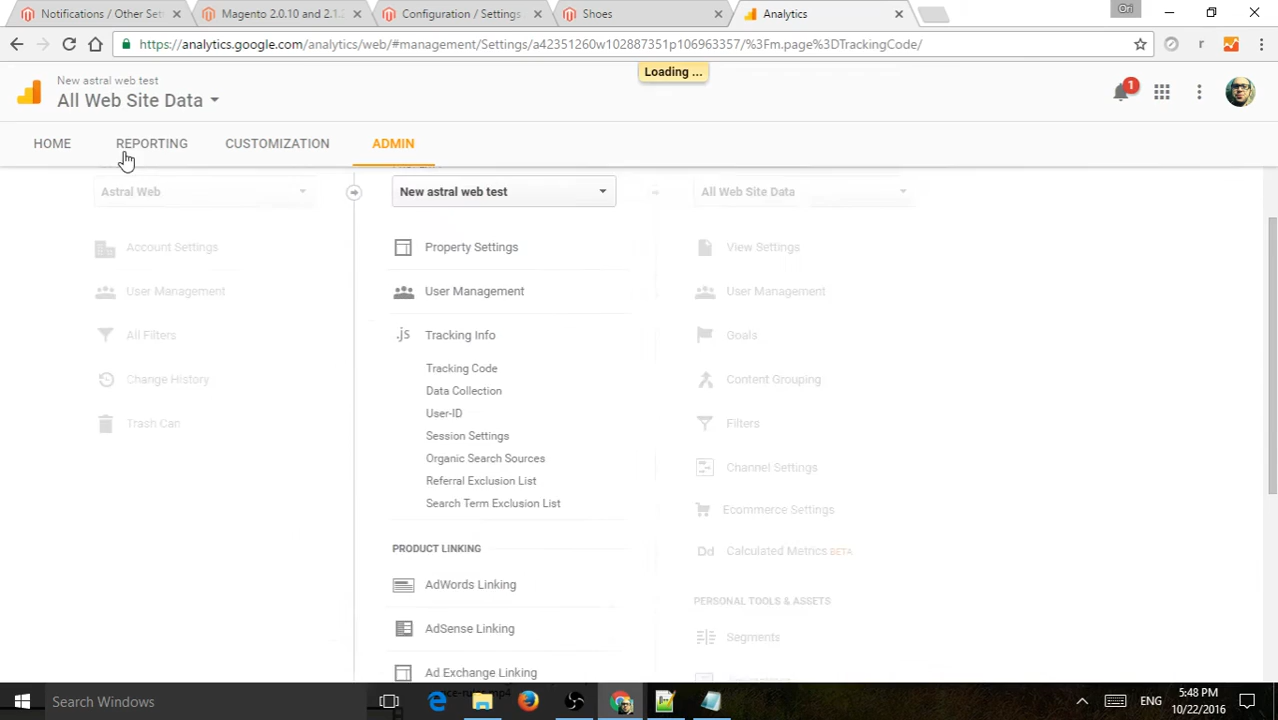 Notifications / Other Set
Magento 2.0.10 and 2.1.2
Configuration / Settings
Shoes
Analytics
Ori
https://analytics.google.com/analytics/web/#management/Settings/a42351260w102887351p106963357/%3Fm.page%3DTrackingCode/
r
Loading ...
New astral web test
All Web Site Data
1
HOME
REPORTING
CUSTOMIZATION
ADMIN
Astral Web
New astral web test
All Web Site Data
Account Settings
Property Settings
View Settings
User Management
User Management
User Management
All Filters
.js
Tracking Info
Goals
Tracking Code
Change History
Data Collection
Content Grouping
User-ID
Trash Can
Session Settings
Filters
Organic Search Sources
Channel Settings
Referral Exclusion List
Search Term Exclusion List
Ecommerce Settings
PRODUCT LINKING
Dd
Calculated Metrics BETA
AdWords Linking
PERSONAL TOOLS & ASSETS
AdSense Linking
Segments
Ad Exchange Linking
Search Windows
ENG
5:48 PM
10/22/2016